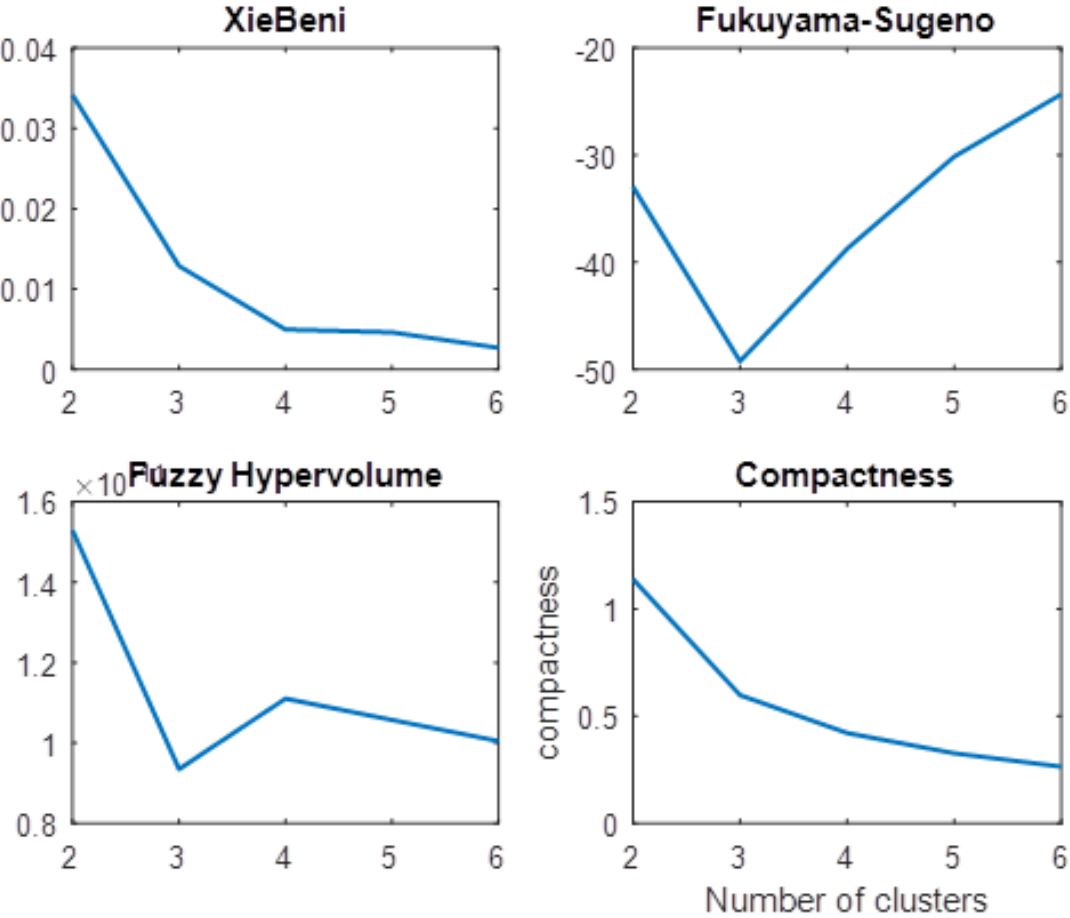 XieBeni
0.04
0.03
0.02
0.01
0
2 3 4 5 6
Fukuyama-Sugeno
-20
-30
-40
-50
2 3 4 5 6
×10
Fuzzy Hypervolume
1.6
1.4
1.2
1
0.8
2 3 4 5 6
Compactness
compactness
1.5
1
0.5
0
2 3 4 5 6
Number of clusters